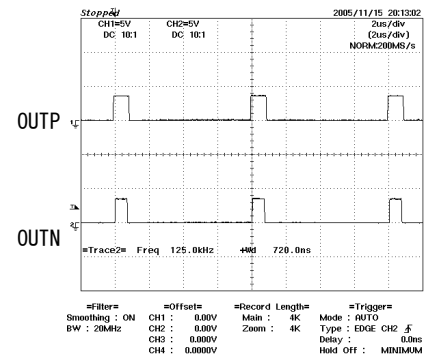 Stopped 2005/11/15 20:13:02
CH1=5V CH2=5V 2us/div
DC 10:1 DC 10:1 (2us/div)
NORM:200MS/s
OUTP
OUTN
=Trace2= Freq 125.0kHz +Wd 720.0ns
=Filter= =Offset= =Record Length= =Trigger=
Smoothing : ON CH1 : 0.00V Main : 4K Mode : AUTO
BW : 20MHz CH2 : 0.00V Zoom : 4K Type : EDGE CH2
CH3 : 0.00V Delay : 0.0ns
CH4 : 0.0000V Hold Off : MINIMUM